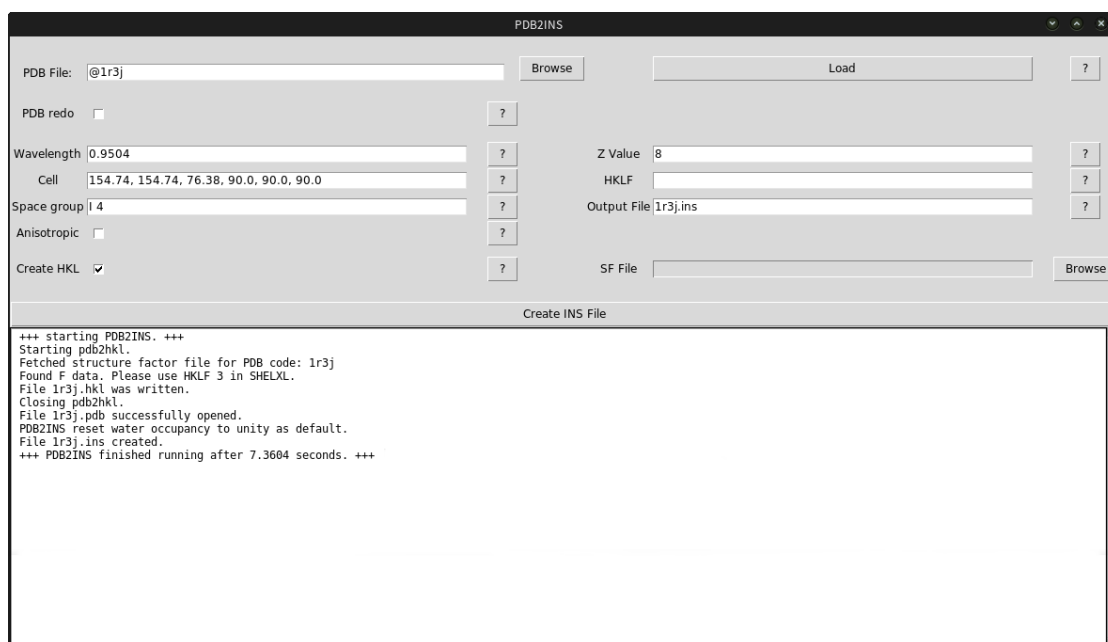 PDB2INS
PDB File: @1r3j Browse Load ?
PDB redo ?
Wavelength 0.9504 ? Z Value 8 ?
Cell 154.74, 154.74, 76.38, 90.0, 90.0, 90.0 ? HKLF ?
Space group I 4 ? Output File 1r3j.ins ?
Anisotropic ?
Create HKL ? SF File Browse
Create INS File
+++ starting PDB2INS. +++
Starting pdb2hkl.
Fetched structure factor file for PDB code: 1r3j
Found F data. Please use HKLF 3 in SHELXL.
File 1r3j.hkl was written.
Closing pdb2hkl.
File 1r3j.pdb successfully opened.
PDB2INS reset water occupancy to unity as default.
File 1r3j.ins created.
+++ PDB2INS finished running after 7.3604 seconds. +++